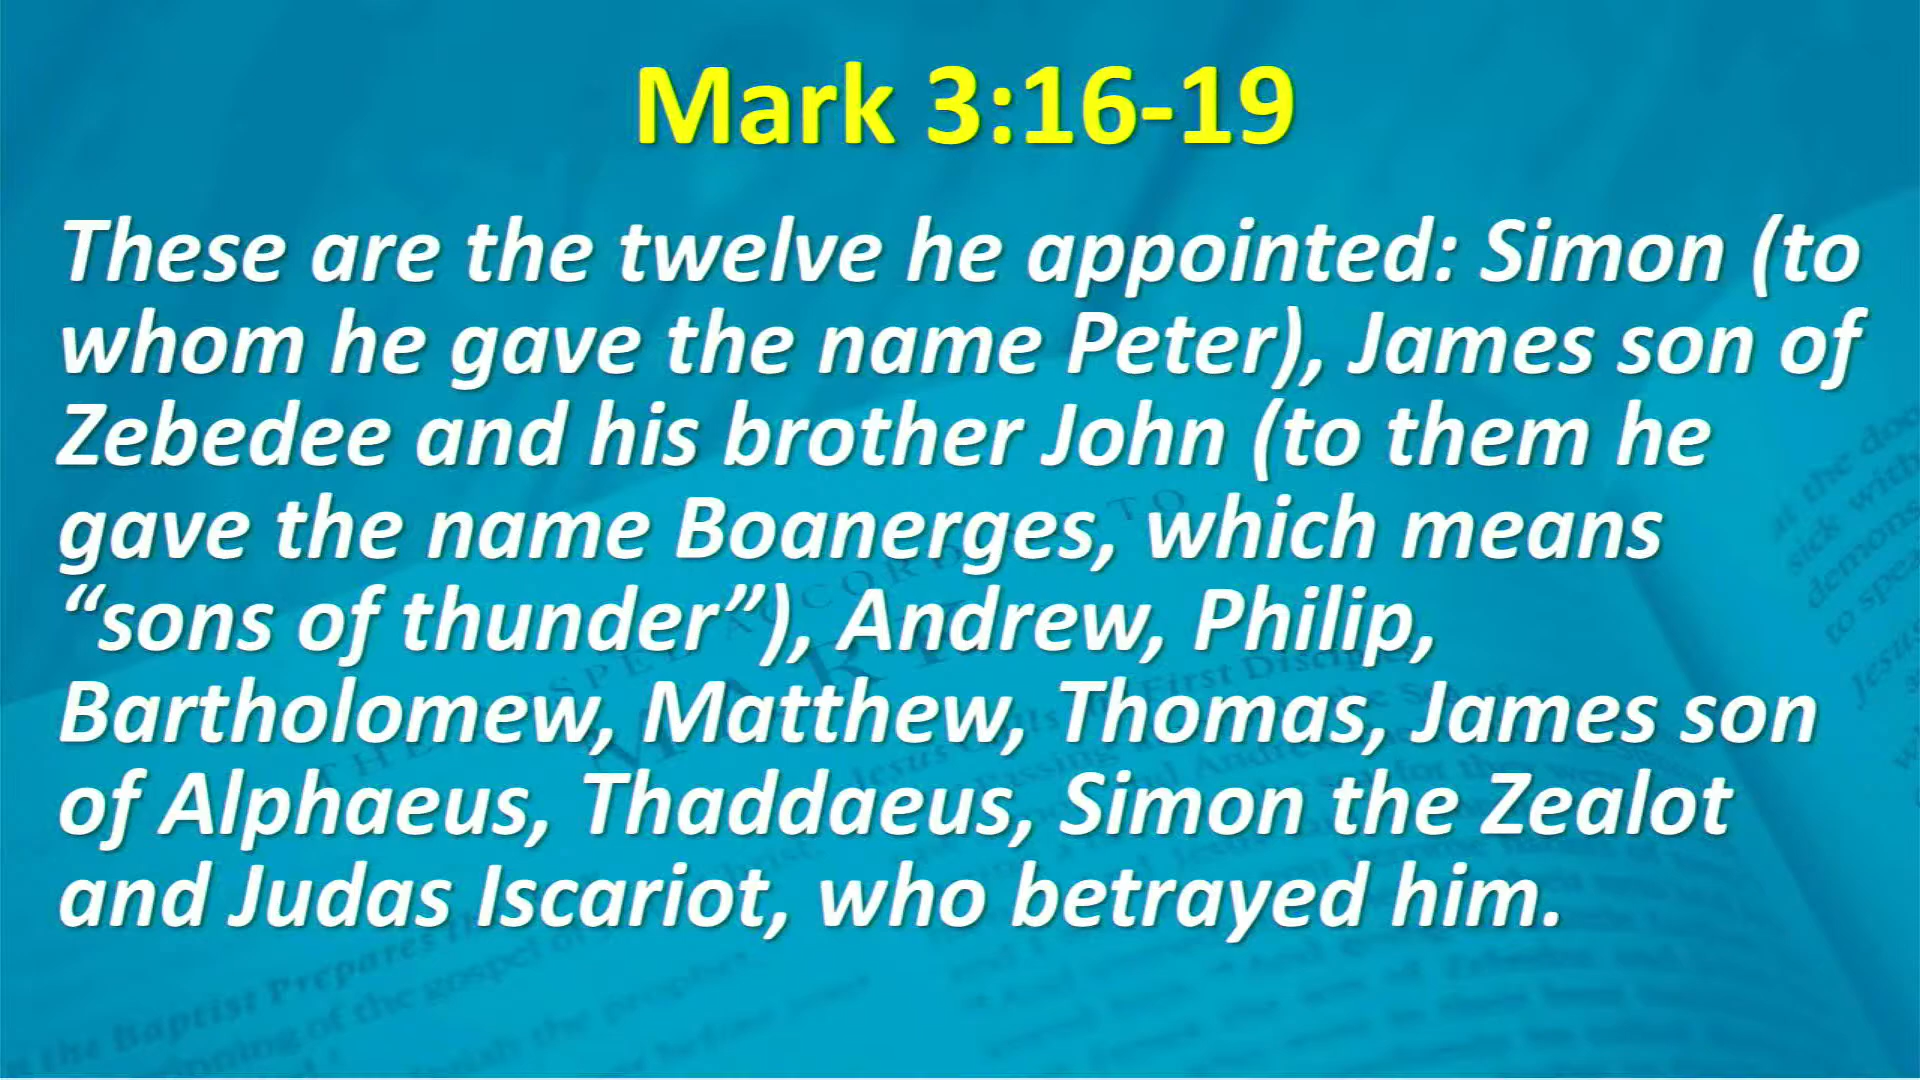 Mark 3:16-19
These are the twelve he appointed: Simon (to
whom he gave the name Peter), James son of
Zebedee and his brother John (to them he
gave the name Boanerges, which means
“sons of thunder”), Andrew, Philip,
Bartholomew, Matthew, Thomas, James son
of Alphaeus, Thaddaeus, Simon the Zealot
and Judas Iscariot, who betrayed him.